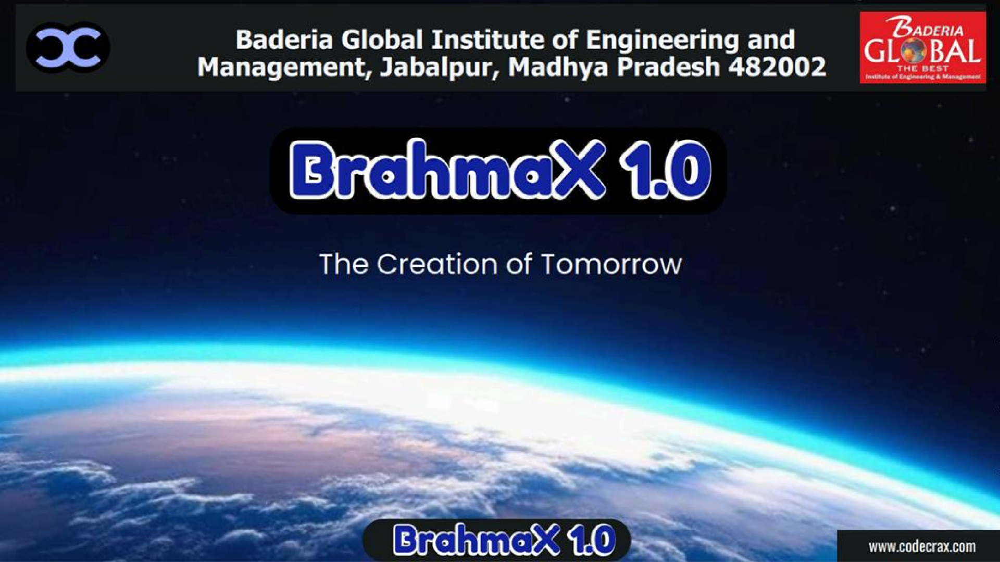 Baderia Global Institute of Engineering and
Management, Jabalpur, Madhya Pradesh 482002
BADERIA
GLOBAL
THE BEST
Institute of Engineering & Management
BrahmaX 1.0
The Creation of Tomorrow
BrahmaX 1.0
www.codecrax.com